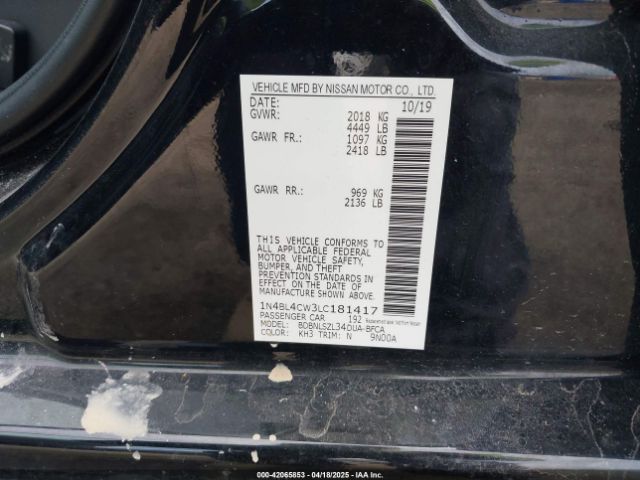 VEHICLE MFD BY NISSAN MOTOR CO., LTD.
DATE: 10/19
GVWR: 2018 KG
4449 LB
GAWR FR.: 1097 KG
2418 LB
GAWR RR.: 969 KG
2136 LB
THIS VEHICLE CONFORMS TO
ALL APPLICABLE FEDERAL
MOTOR VEHICLE SAFETY,
BUMPER, AND THEFT
PREVENTION STANDARDS IN
EFFECT ON THE DATE OF
MANUFACTURE SHOWN ABOVE.
1N4BL4CW3LC181417
PASSENGER CAR 192
MODEL: BDBNLSZL34DUA-BFCA
COLOR: KH3 TRIM: N 9N00A
000-42065853 - 04/18/2025 - IAA Inc.